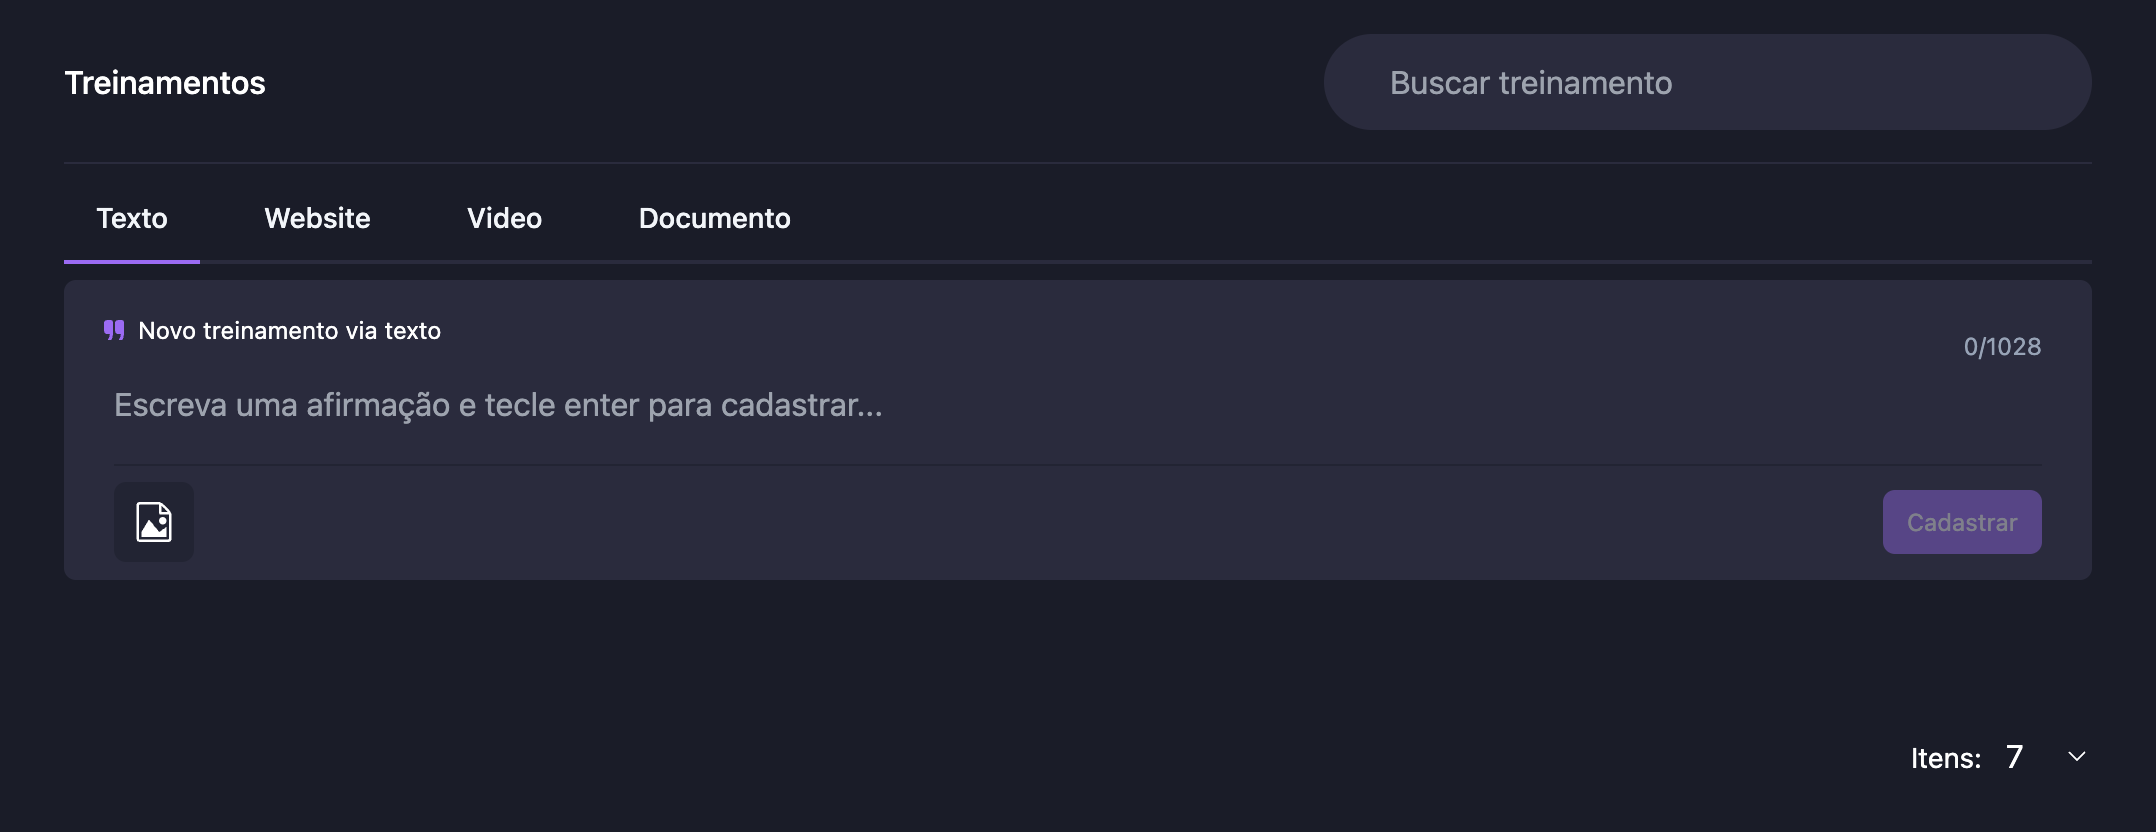 Treinamentos
Buscar treinamento
Texto
Website
Video
Documento
Novo treinamento via texto
0/1028
Escreva uma afirmação e tecle enter para cadastrar...
Cadastrar
Itens: 7